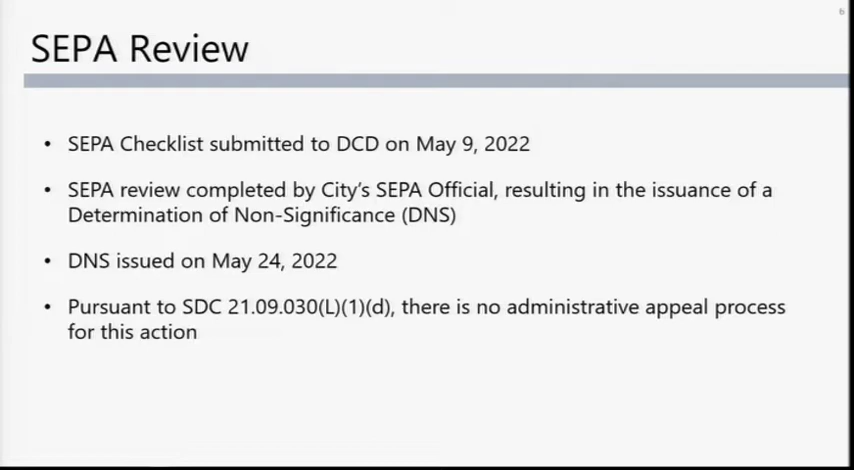 SEPA Review
• SEPA Checklist submitted to DCD on May 9, 2022
• SEPA review completed by City's SEPA Official, resulting in the issuance of a
Determination of Non-Significance (DNS)
• DNS issued on May 24, 2022
• Pursuant to SDC 21.09.030(L)(1)(d), there is no administrative appeal process
for this action